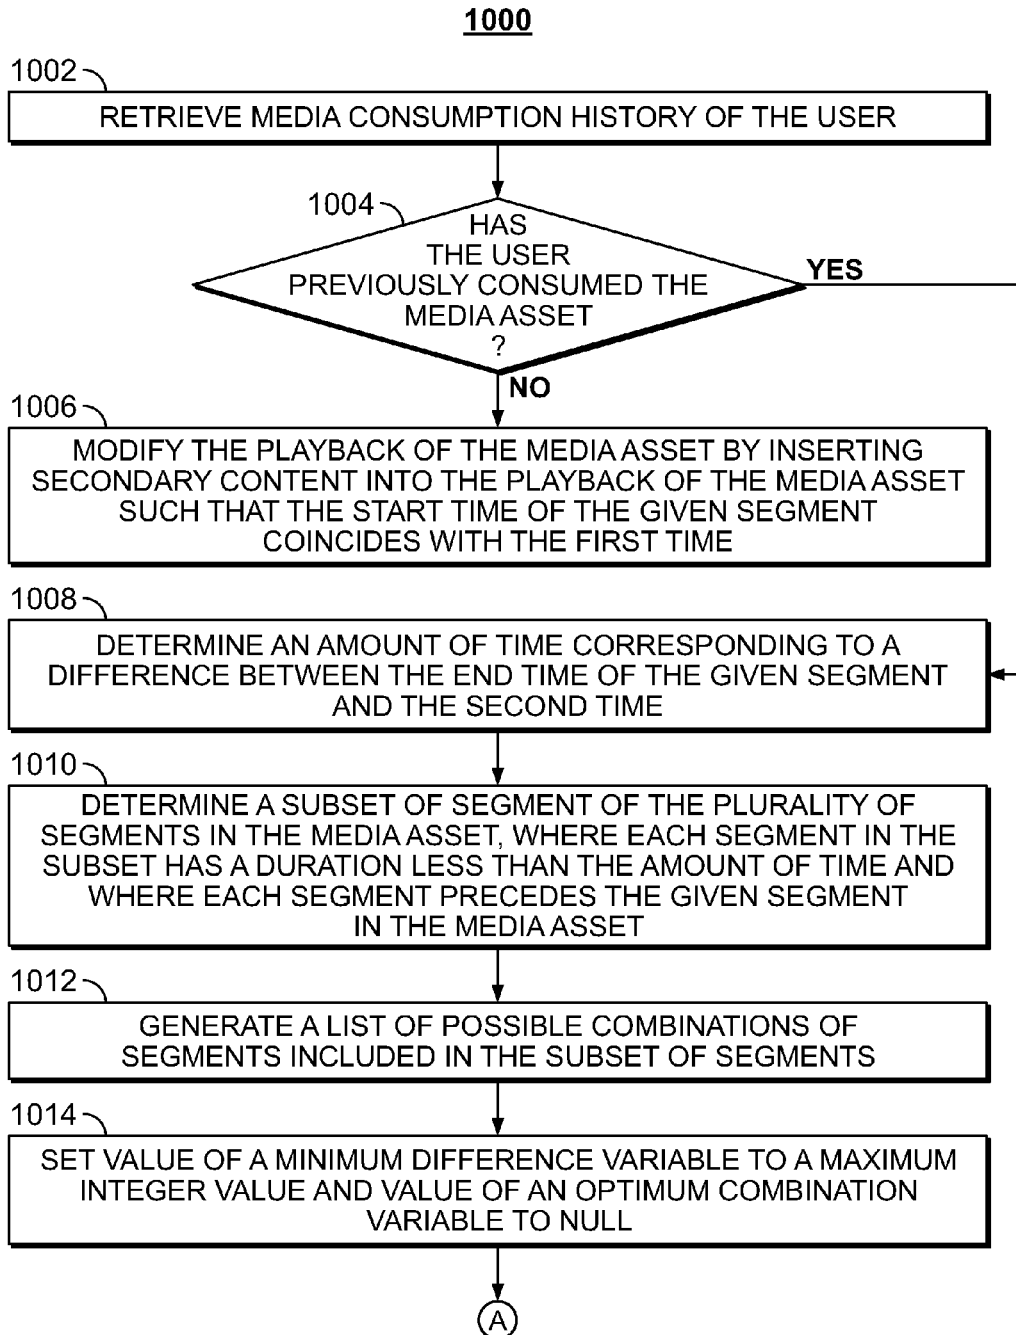 1000
1002
RETRIEVE MEDIA CONSUMPTION HISTORY OF THE USER
1004
HAS
THE USER
PREVIOUSLY CONSUMED THE
MEDIA ASSET
?
YES
NO
1006
MODIFY THE PLAYBACK OF THE MEDIA ASSET BY INSERTING
SECONDARY CONTENT INTO THE PLAYBACK OF THE MEDIA ASSET
SUCH THAT THE START TIME OF THE GIVEN SEGMENT
COINCIDES WITH THE FIRST TIME
1008
DETERMINE AN AMOUNT OF TIME CORRESPONDING TO A
DIFFERENCE BETWEEN THE END TIME OF THE GIVEN SEGMENT
AND THE SECOND TIME
1010
DETERMINE A SUBSET OF SEGMENT OF THE PLURALITY OF
SEGMENTS IN THE MEDIA ASSET, WHERE EACH SEGMENT IN THE
SUBSET HAS A DURATION LESS THAN THE AMOUNT OF TIME AND
WHERE EACH SEGMENT PRECEDES THE GIVEN SEGMENT
IN THE MEDIA ASSET
1012
GENERATE A LIST OF POSSIBLE COMBINATIONS OF
SEGMENTS INCLUDED IN THE SUBSET OF SEGMENTS
1014
SET VALUE OF A MINIMUM DIFFERENCE VARIABLE TO A MAXIMUM
INTEGER VALUE AND VALUE OF AN OPTIMUM COMBINATION
VARIABLE TO NULL
A